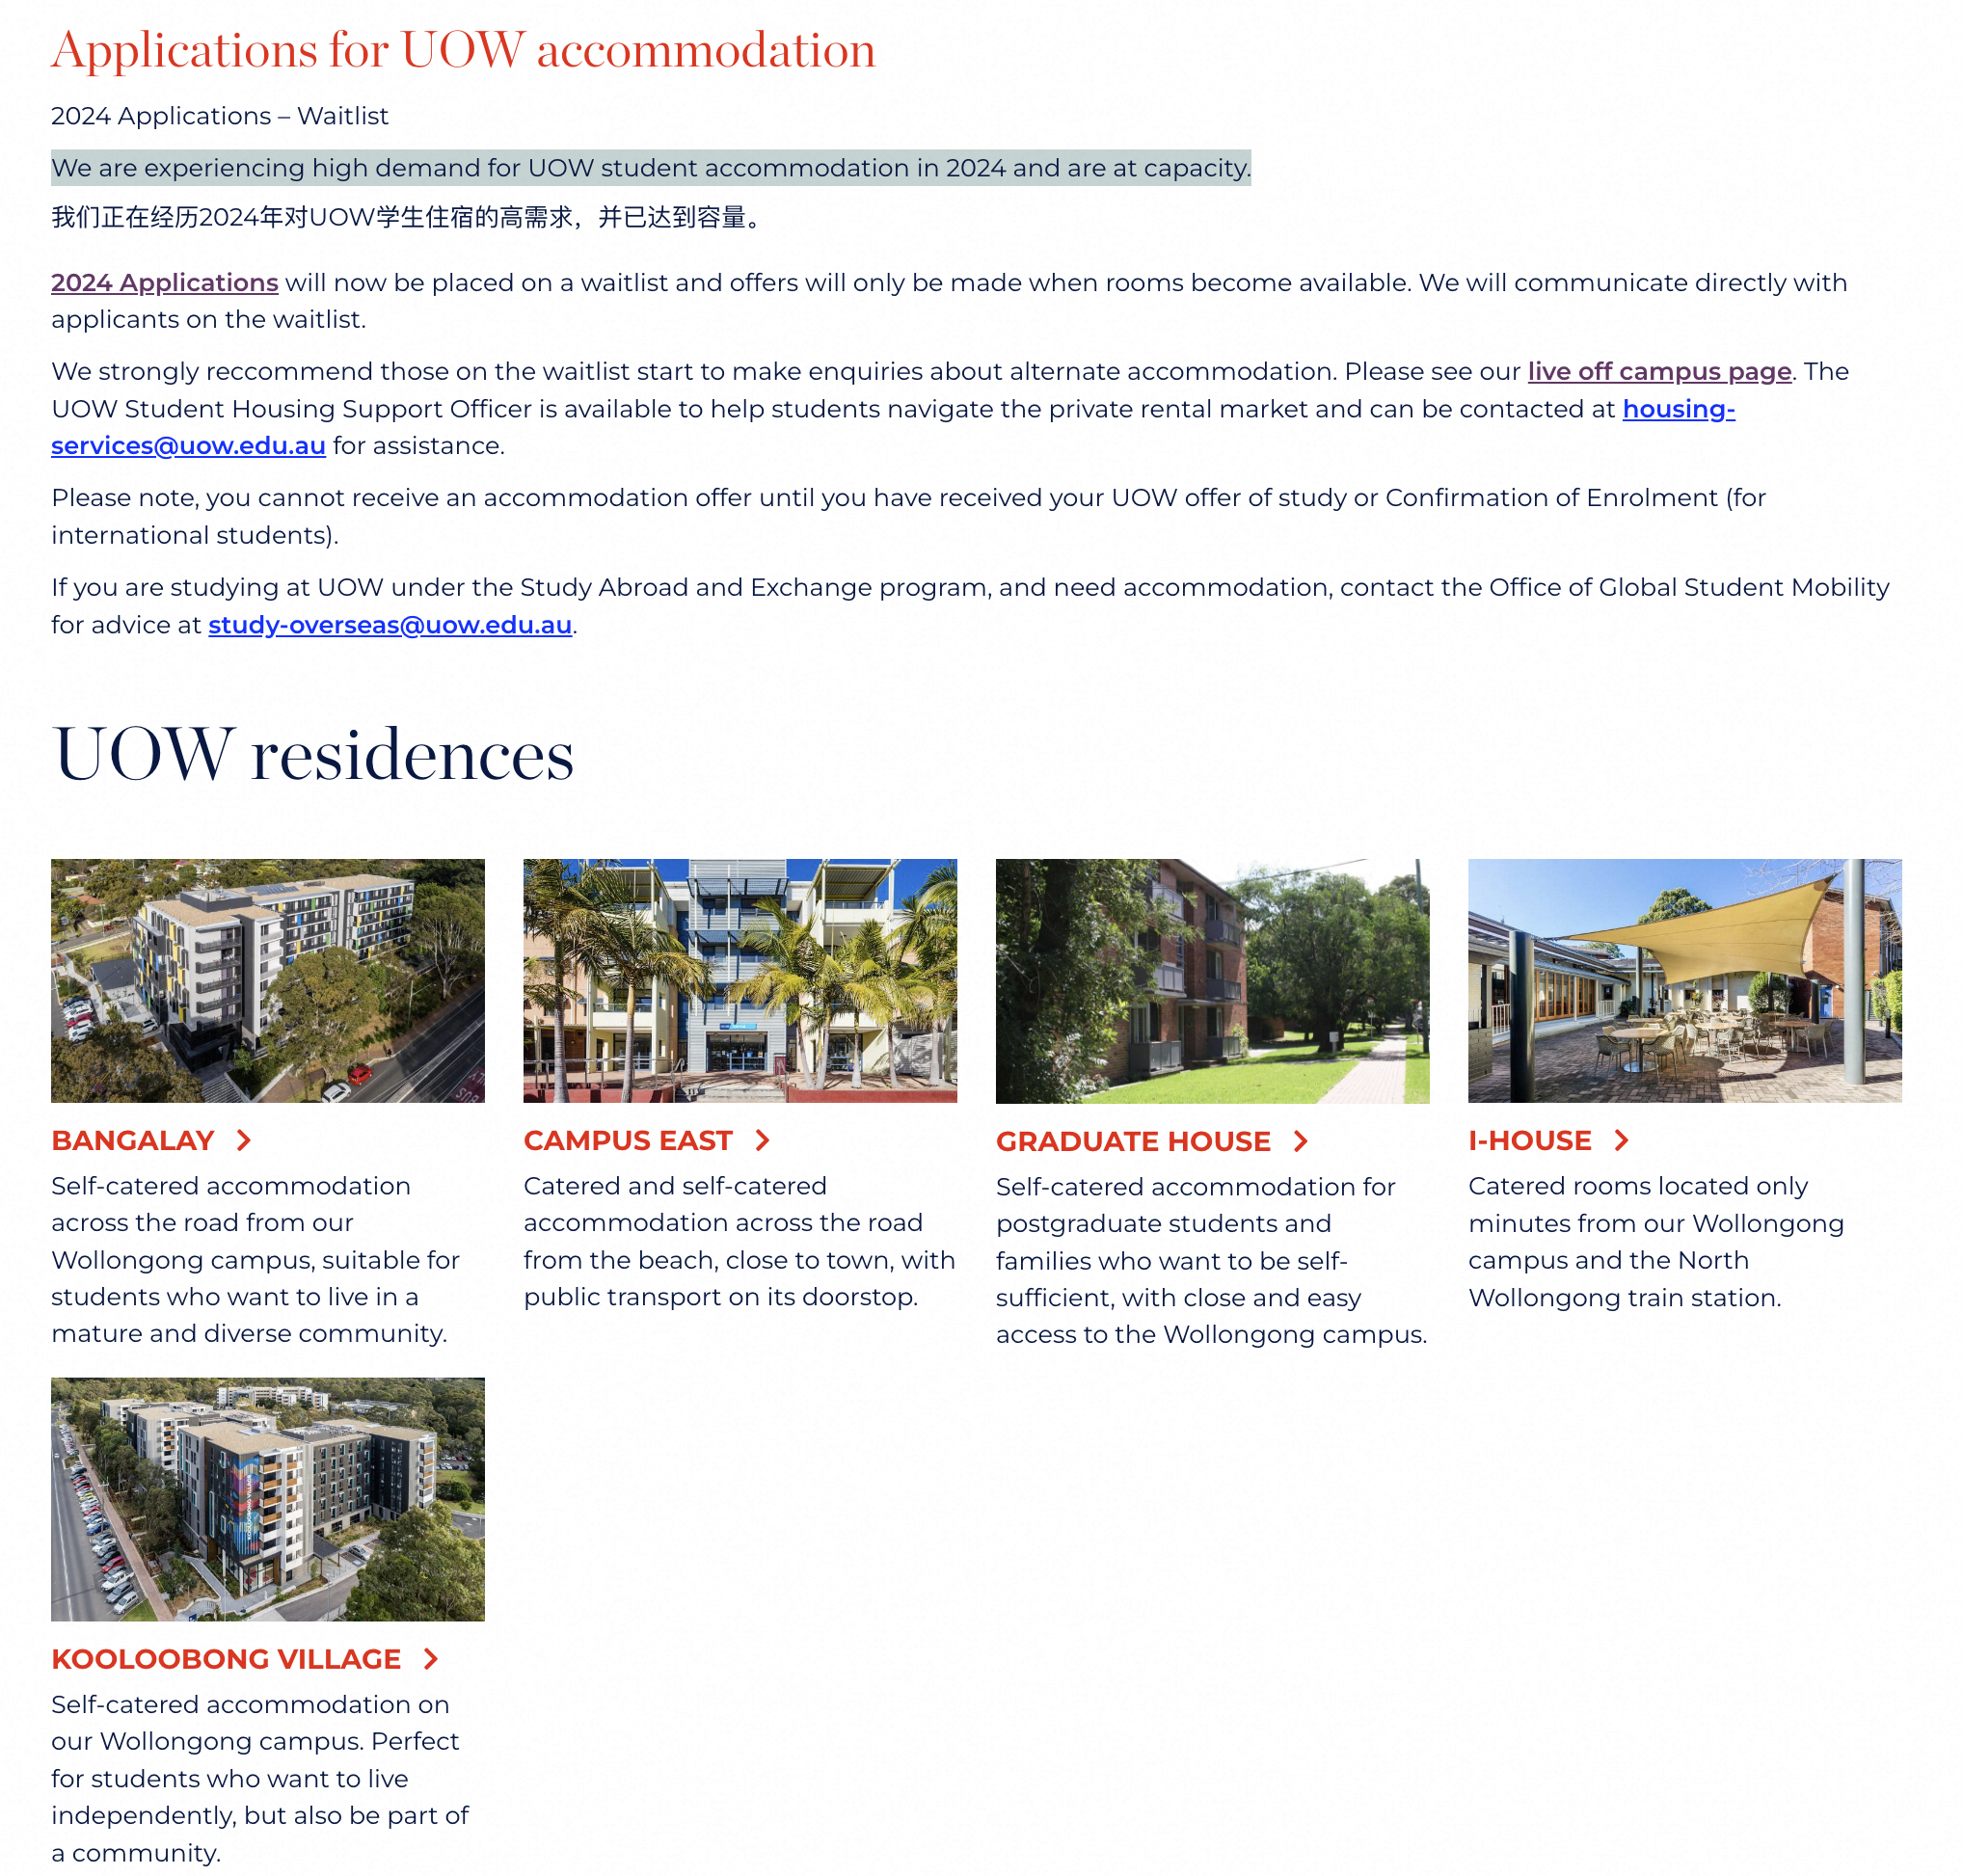 Applications for UOW accommodation
2024 Applications – Waitlist
We are experiencing high demand for UOW student accommodation in 2024 and are at capacity.
我们正在经历2024年对UOW学生住宿的高需求，并已达到容量。
2024 Applications will now be placed on a waitlist and offers will only be made when rooms become available. We will communicate directly with
applicants on the waitlist.
We strongly reccommend those on the waitlist start to make enquiries about alternate accommodation. Please see our live off campus page. The
UOW Student Housing Support Officer is available to help students navigate the private rental market and can be contacted at housing-
services@uow.edu.au for assistance.
Please note, you cannot receive an accommodation offer until you have received your UOW offer of study or Confirmation of Enrolment (for
international students).
If you are studying at UOW under the Study Abroad and Exchange program, and need accommodation, contact the Office of Global Student Mobility
for advice at study-overseas@uow.edu.au.
UOW residences
BANGALAY
Self-catered accommodation
across the road from our
Wollongong campus, suitable for
students who want to live in a
mature and diverse community.
CAMPUS EAST
Catered and self-catered
accommodation across the road
from the beach, close to town, with
public transport on its doorstop.
GRADUATE HOUSE
Self-catered accommodation for
postgraduate students and
families who want to be self-
sufficient, with close and easy
access to the Wollongong campus.
I-HOUSE
Catered rooms located only
minutes from our Wollongong
campus and the North
Wollongong train station.
KOOLOOBONG VILLAGE
Self-catered accommodation on
our Wollongong campus. Perfect
for students who want to live
independently, but also be part of
a community.